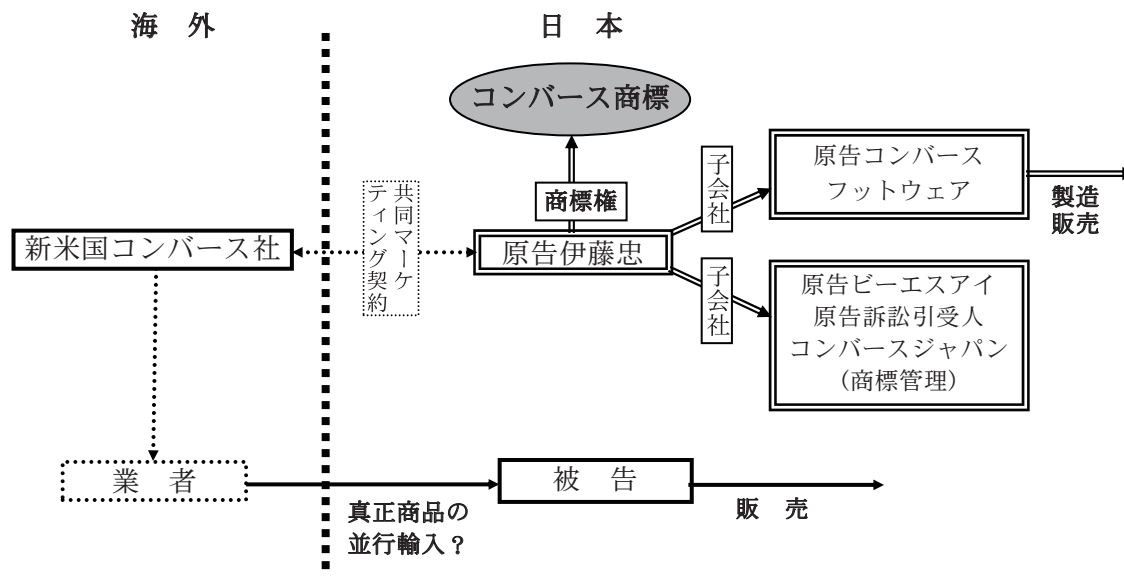 海 外
日 本
コンバース商標
商標権
子会社
原告コンバース
フットウェア
製造
販売
新米国コンバース社
共同マーケ
ティング契約
原告伊藤忠
子会社
原告ビーエスアイ
原告訴訟引受人
コンバースジャパン
（商標管理）
業 者
真正商品の
並行輸入？
被 告
販 売